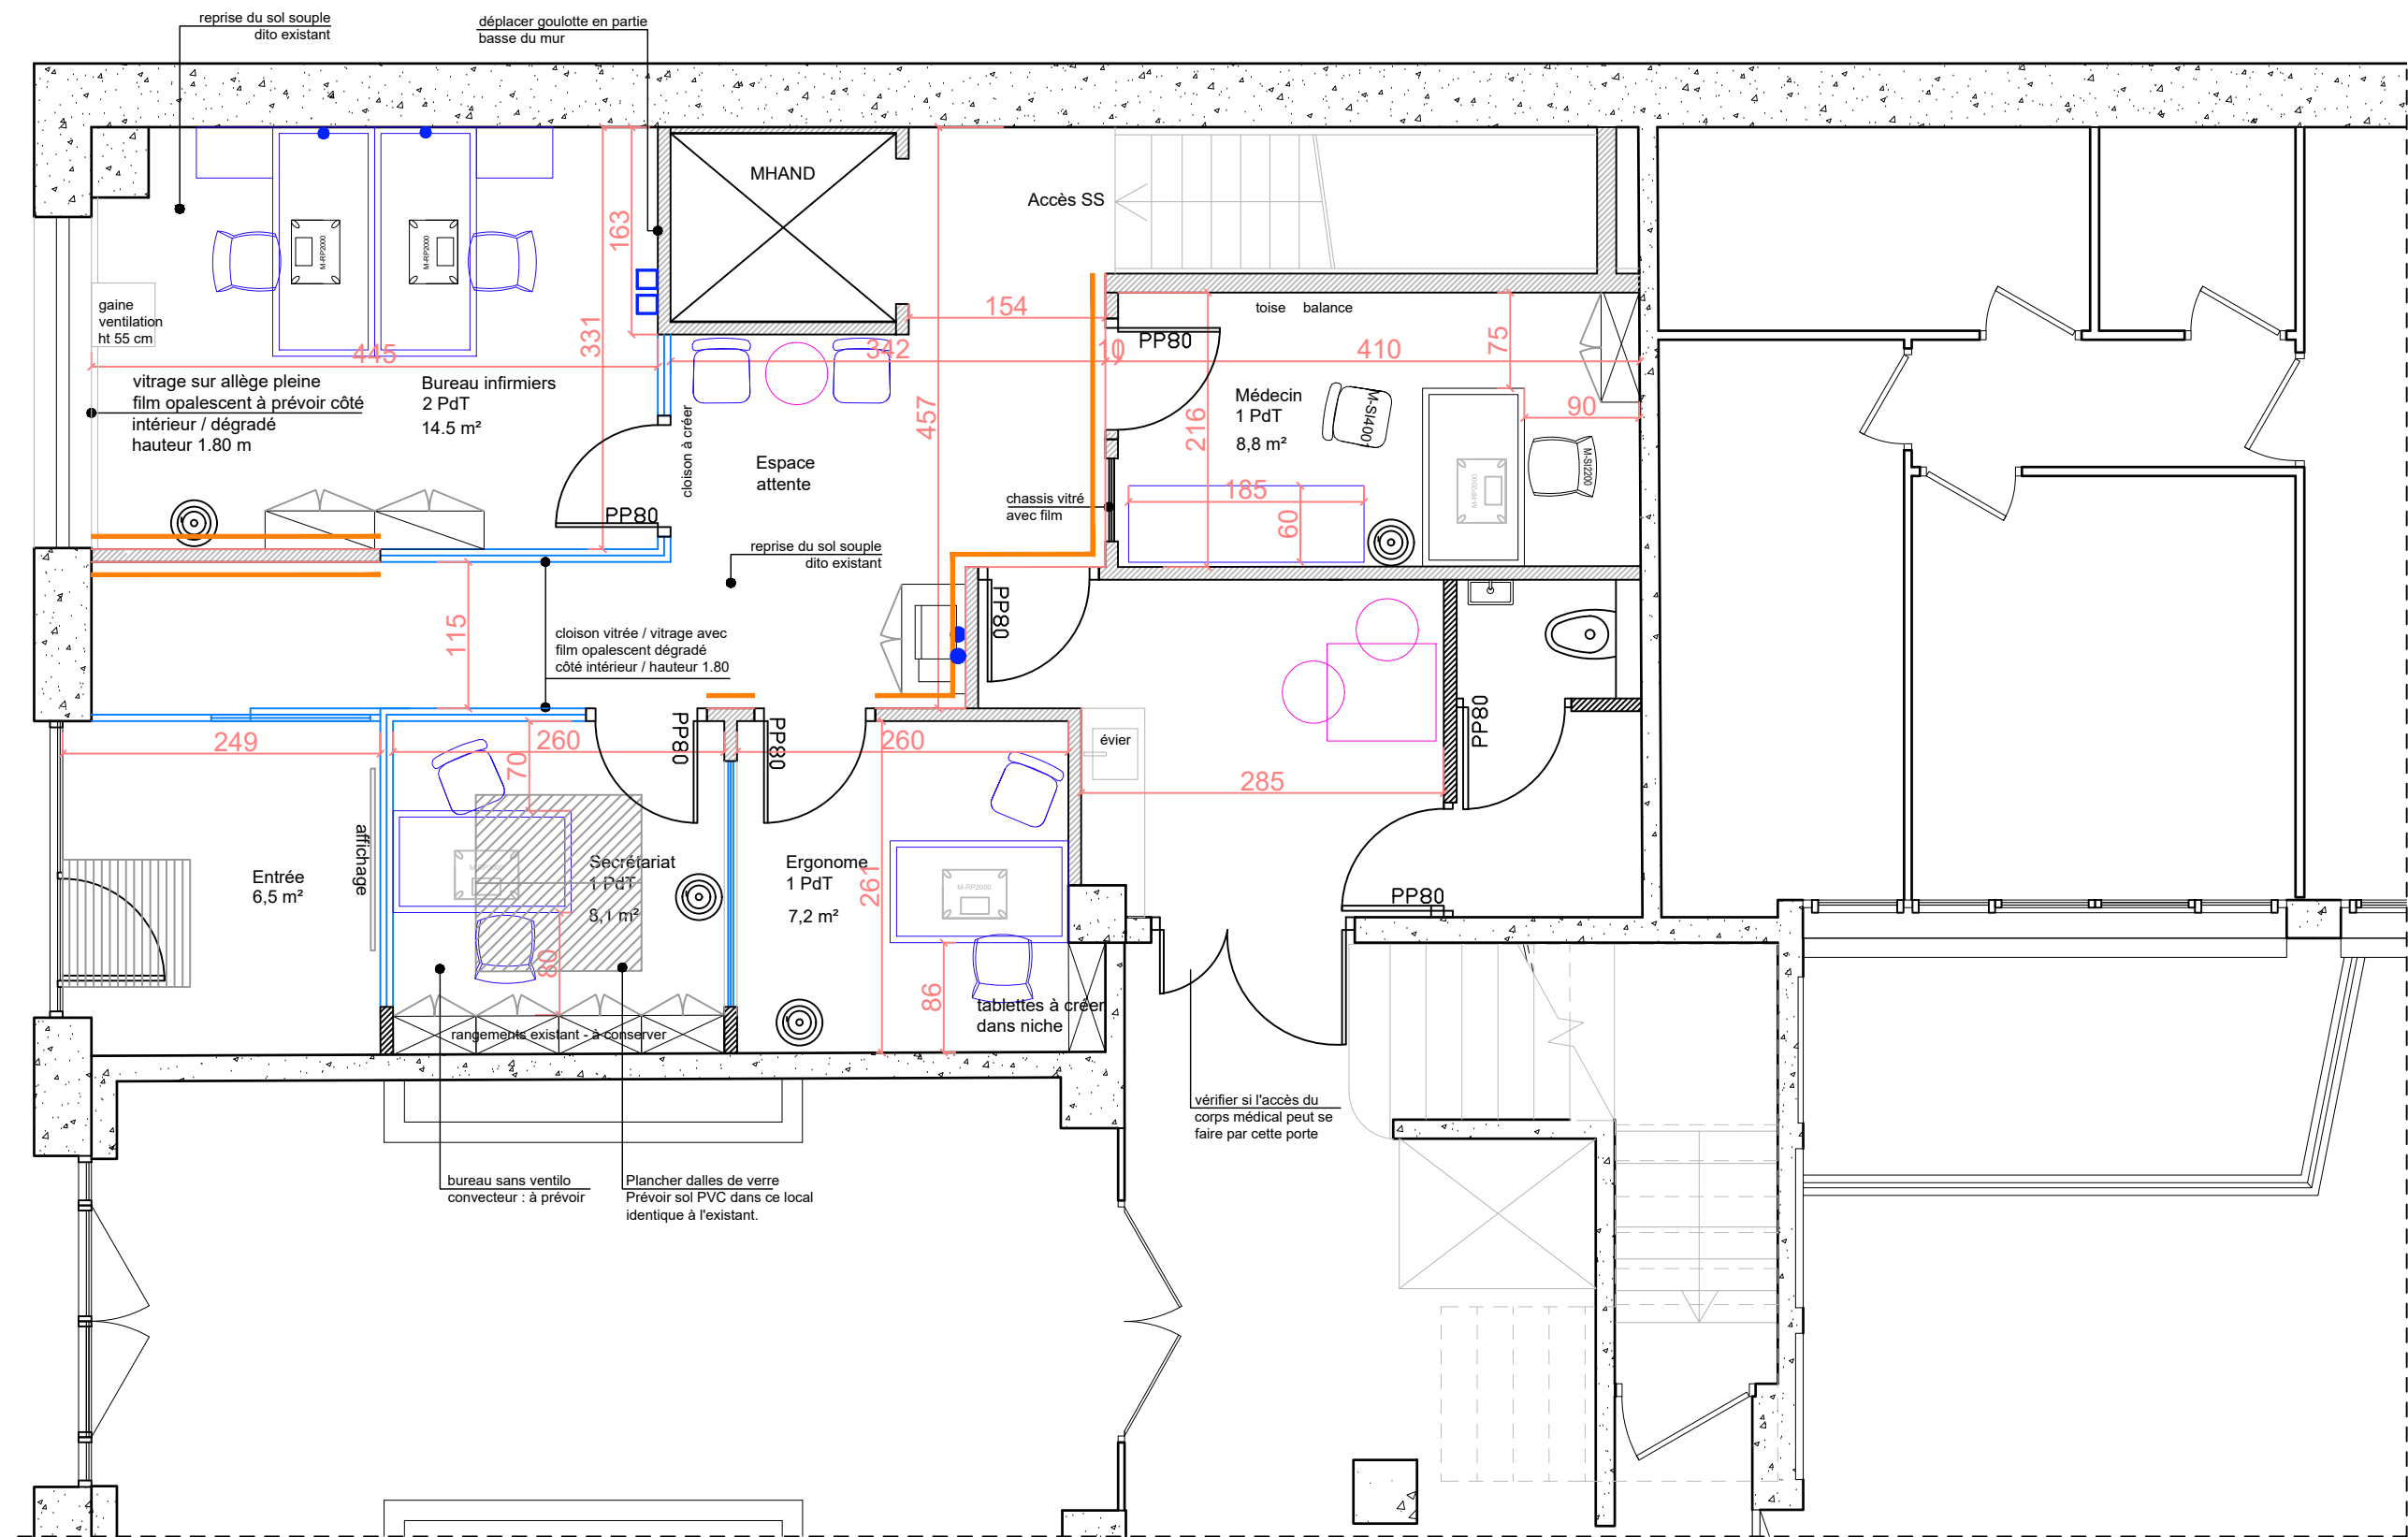 reprise du sol souple
dito existant
déplacer goulotte en partie
basse du mur
MHAND
Accès SS
163
331
154
342
10
410
75
90
216
457
445
gaine
ventilation
ht 55 cm
vitrage sur allège pleine
film opalescent à prévoir côté
intérieur / dégradé
hauteur 1.80 m
Bureau infirmiers
2 PdT
14.5 m²
M-RP2000
M-RP2000
cloison à créer
PP80
Espace
attente
toise balance
PP80
Médecin
1 PdT
8,8 m²
M-SI4001
M-SI2200
M-RP2000
185
60
chassis vitré
avec film
reprise du sol souple
dito existant
PP80
115
cloison vitrée / vitrage avec
film opalescent dégradé
côté intérieur / hauteur 1.80
249
260
70
PP80
PP80
260
évier
285
PP80
PP80
affichage
Entrée
6,5 m²
Secrétariat
1 PdT
8,1 m²
80
Ergonome
1 PdT
7,2 m²
261
M-RP2000
86
tablettes à créer
dans niche
rangements existant - à conserver
bureau sans ventilo
convecteur : à prévoir
Plancher dalles de verre
Prévoir sol PVC dans ce local
identique à l'existant.
vérifier si l'accès du
corps médical peut se
faire par cette porte